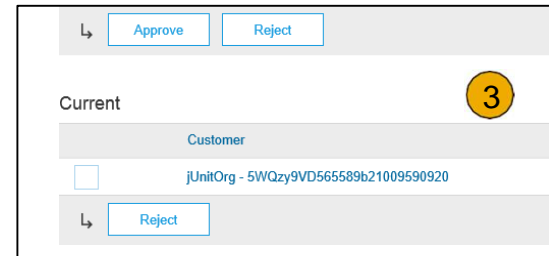 Approve Reject
Current
3
Customer
jUnitOrg - 5WQzy9VD565589b21009590920
Reject